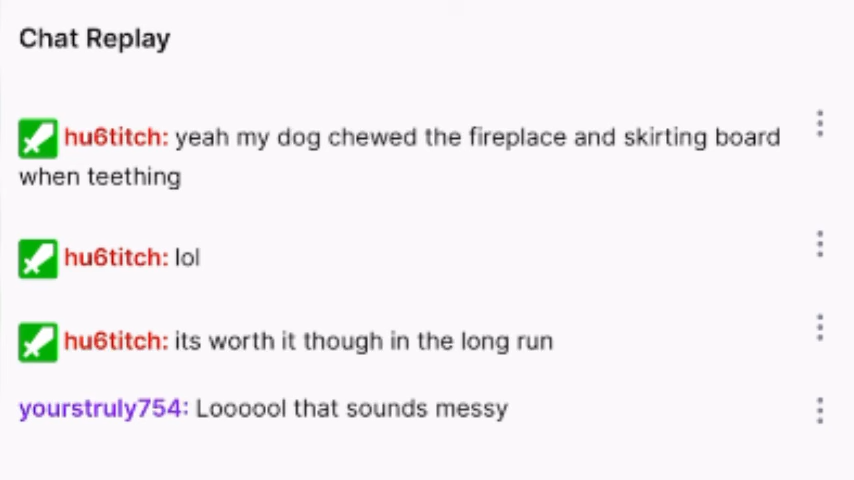 Chat Replay
hu6titch: yeah my dog chewed the fireplace and skirting board
when teething
hu6titch: lol
hu6titch: its worth it though in the long run
yourstruly754: Loooool that sounds messy